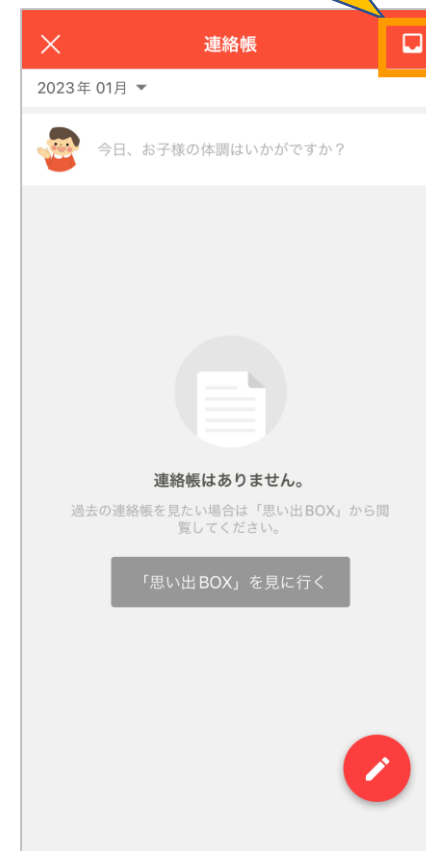 連絡帳
2023年 01月
今日、お子様の体調はいかがですか？
連絡帳はありません。
過去の連絡帳を見たい場合は「思い出BOX」から閲
覧してください。
「思い出BOX」を見に行く